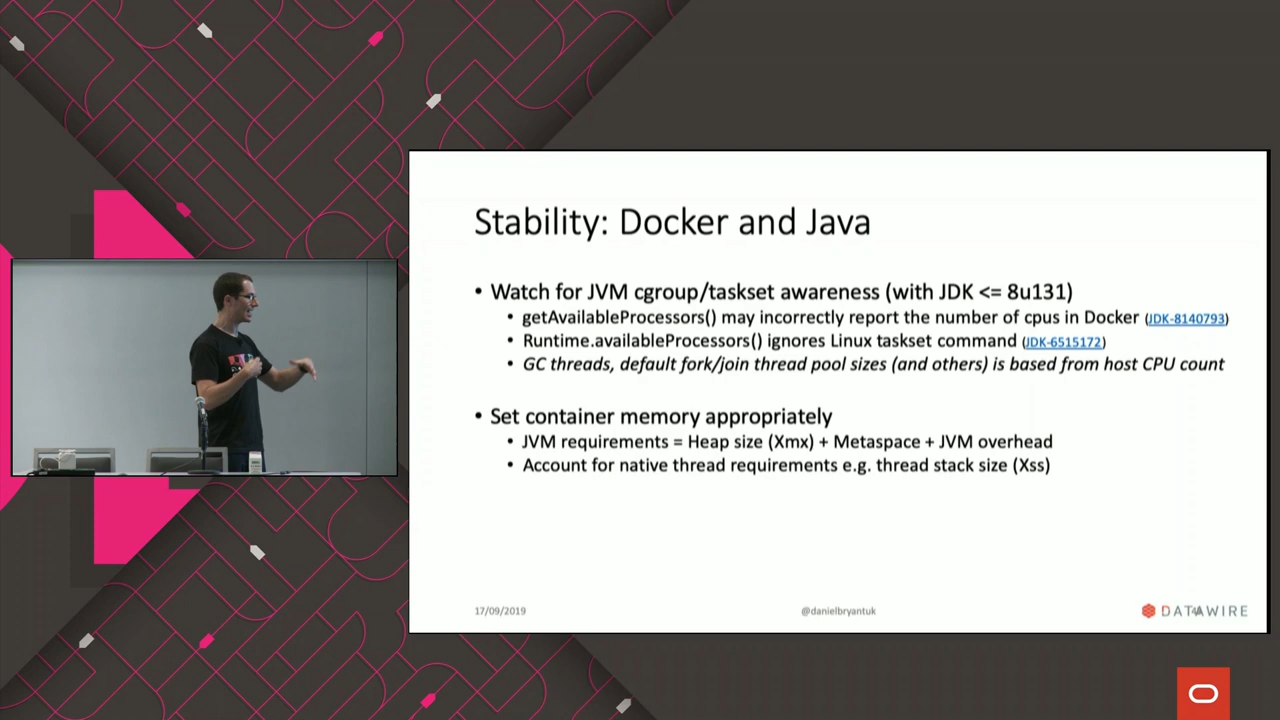 Stability: Docker and Java
• Watch for JVM cgroup/taskset awareness (with JDK <= 8u131)
• getAvailableProcessors() may incorrectly report the number of cpus in Docker (JDK-8140793)
• Runtime.availableProcessors() ignores Linux taskset command (JDK-6515172)
• GC threads, default fork/join thread pool sizes (and others) is based from host CPU count
• Set container memory appropriately
• JVM requirements = Heap size (Xmx) + Metaspace + JVM overhead
• Account for native thread requirements e.g. thread stack size (Xss)
17/09/2019
@danielbryantuk
DATAWIRE